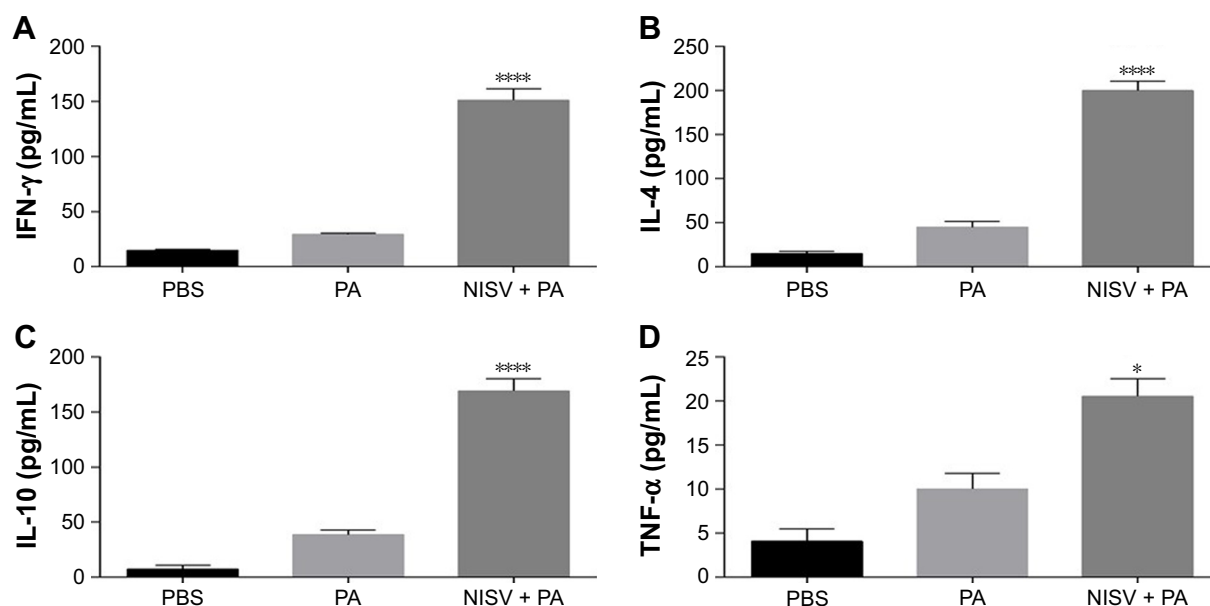 A
IFN-γ (pg/mL)
200
150
100
50
0
PBS PA NISV + PA
****
B
IL-4 (pg/mL)
250
200
150
100
50
0
PBS PA NISV + PA
****
C
IL-10 (pg/mL)
200
150
100
50
0
PBS PA NISV + PA
****
D
TNF-α (pg/mL)
25
20
15
10
5
0
PBS PA NISV + PA
*